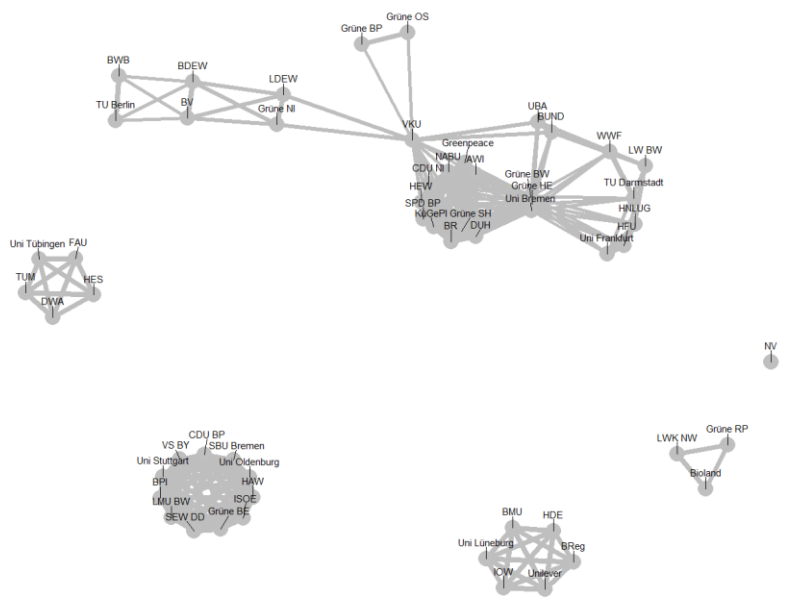 Grüne OS
Grüne BP
BWB
BDEW
LDEW
TU Berlin
BV
Grüne NI
VKU
UBA
BUND
WWF
LW BW
Greenpeace
NABU
AWI
CDU NI
HEW
Grüne BW
Grüne HE
Uni Bremen
TU Darmstadt
SPD BP
KuGePl
Grüne SH
BR
DUH
HNLUG
HFU
Uni Frankfurt
Uni Tübingen
FAU
TUM
HES
DWA
NV
CDU BP
VS BY
SBU Bremen
Uni Stuttgart
Uni Oldenburg
BPI
HAW
LMU BW
ISOE
SEW DD
Grüne BE
Grüne RP
LWK NW
Bioland
BMU
HDE
Uni Lüneburg
BReg
IOW
Unilever